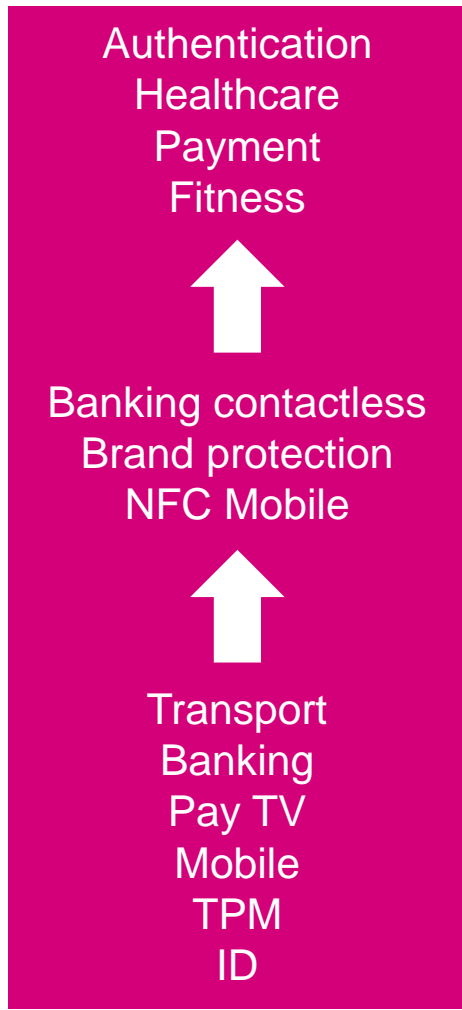 Authentication
Healthcare
Payment
Fitness
Banking contactless
Brand protection
NFC Mobile
Transport
Banking
Pay TV
Mobile
TPM
ID